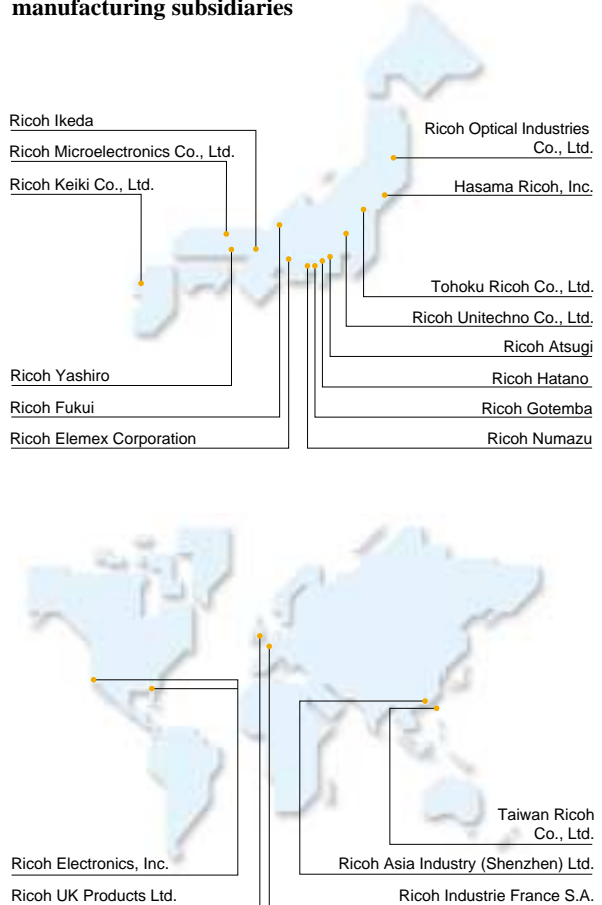 manufacturing subsidiaries
Ricoh Ikeda
Ricoh Microelectronics Co., Ltd.
Ricoh Keiki Co., Ltd.
Ricoh Optical Industries
Co., Ltd.
Hasama Ricoh, Inc.
Tohoku Ricoh Co., Ltd.
Ricoh Unitechno Co., Ltd.
Ricoh Atsugi
Ricoh Yashiro
Ricoh Hatano
Ricoh Fukui
Ricoh Gotemba
Ricoh Elemex Corporation
Ricoh Numazu
Taiwan Ricoh
Co., Ltd.
Ricoh Electronics, Inc.
Ricoh Asia Industry (Shenzhen) Ltd.
Ricoh UK Products Ltd.
Ricoh Industrie France S.A.